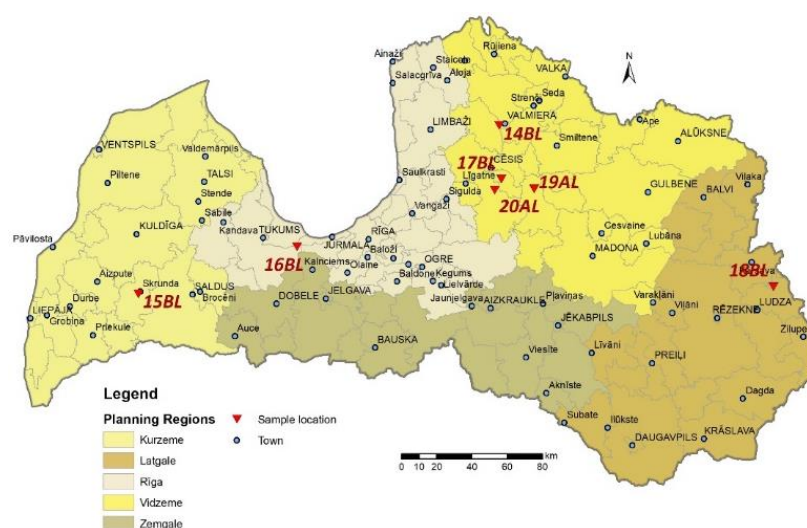 Ainaži
Staicele
Rūjiena
Salacgrīva
Aloja
VALKA
N
Strenči
Seda
VALMIERA
LIMBAŽI
14BL
Smiltene
Ape
ALŪKSNE
VENTSPILS
Valdemārpils
17BL
CĒSIS
Piltene
TALSI
Saulkrasti
Līgatne
19AL
Viļaka
Stende
Sigulda
20AL
GULBENE
BALVI
Sabile
Vangaži
KULDĪGA
Kandava
TUKUMS
RĪGA
Cesvaine
Pāvilosta
JŪRMALA
Lubāna
16BL
Baloži
MADONA
Kalnciems
Olaine
OGRE
18BL
Aizpute
Skrunda
Baldone
Ķegums
15BL
SALDUS
JELGAVA
Lielvārde
Varakļāni
LUDZA
Brocēni
DOBELE
Jaunjelgava
AIZKRAUKLE
Pļaviņas
Viļāni
RĒZEKNE
Durbe
LIEPĀJA
Grobiņa
JĒKABPILS
Zilupe
Priekule
Auce
BAUSKA
Viesīte
Līvāni
PREIĻI
Legend
Aknīste
Dagda
Planning Regions
Sample location
Subate
Ilūkste
Kurzeme
Town
DAUGAVPILS
KRĀSLAVA
Latgale
0 10 20 40 60 80
km
Rīga
Vidzeme
Zemgale